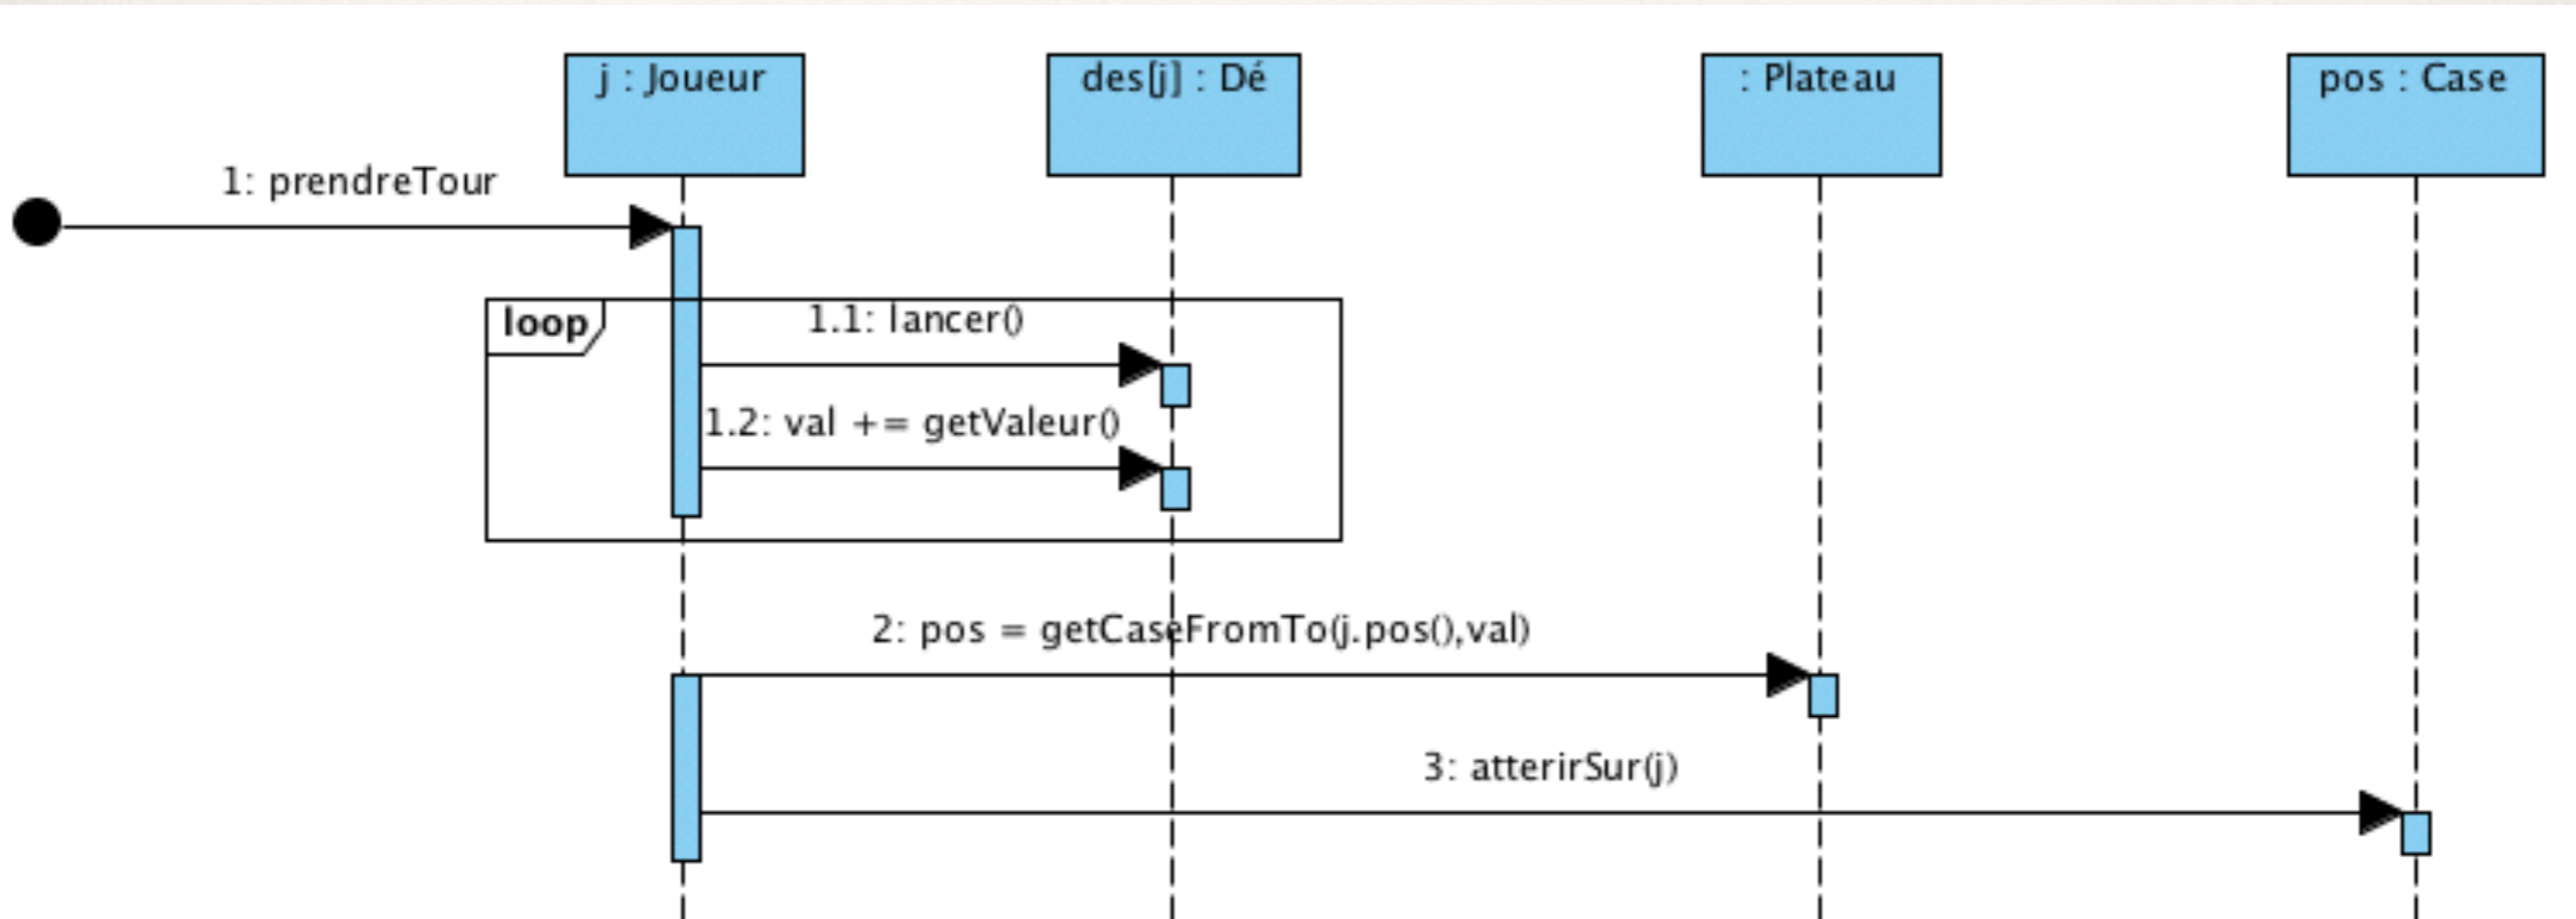 j : Joueur
des[j] : Dé
: Plateau
pos : Case
1: prendreTour
loop
1.1: lancer()
1.2: val += getValeur()
2: pos = getCaseFromTo(j.pos(),val)
3: atterirSur(j)